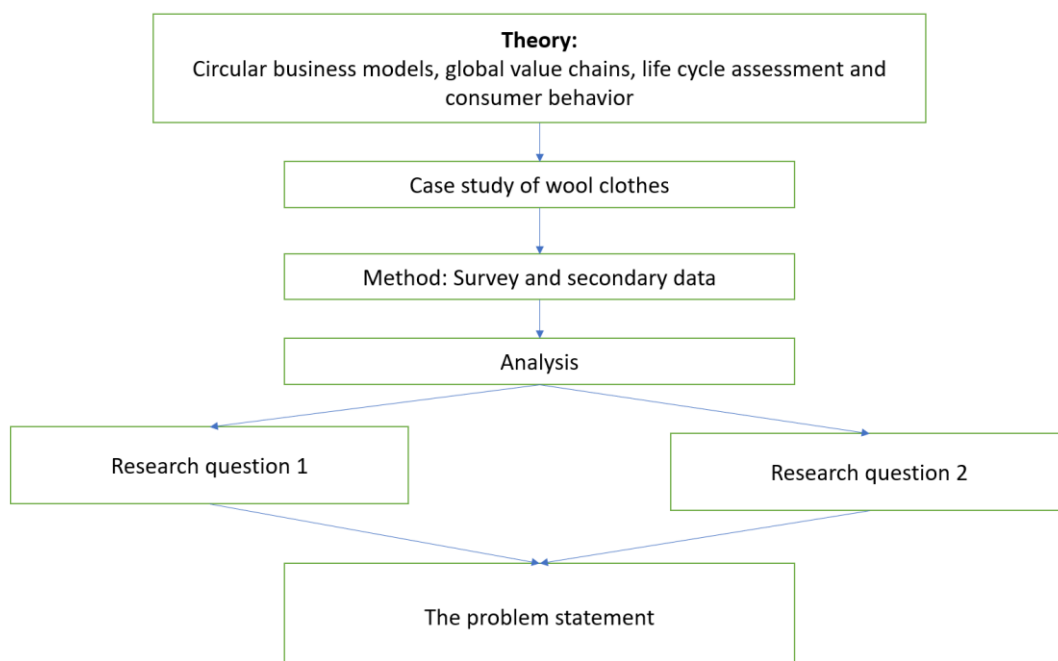 Theory:
Circular business models, global value chains, life cycle assessment and
consumer behavior
Case study of wool clothes
Method: Survey and secondary data
Analysis
Research question 1
Research question 2
The problem statement